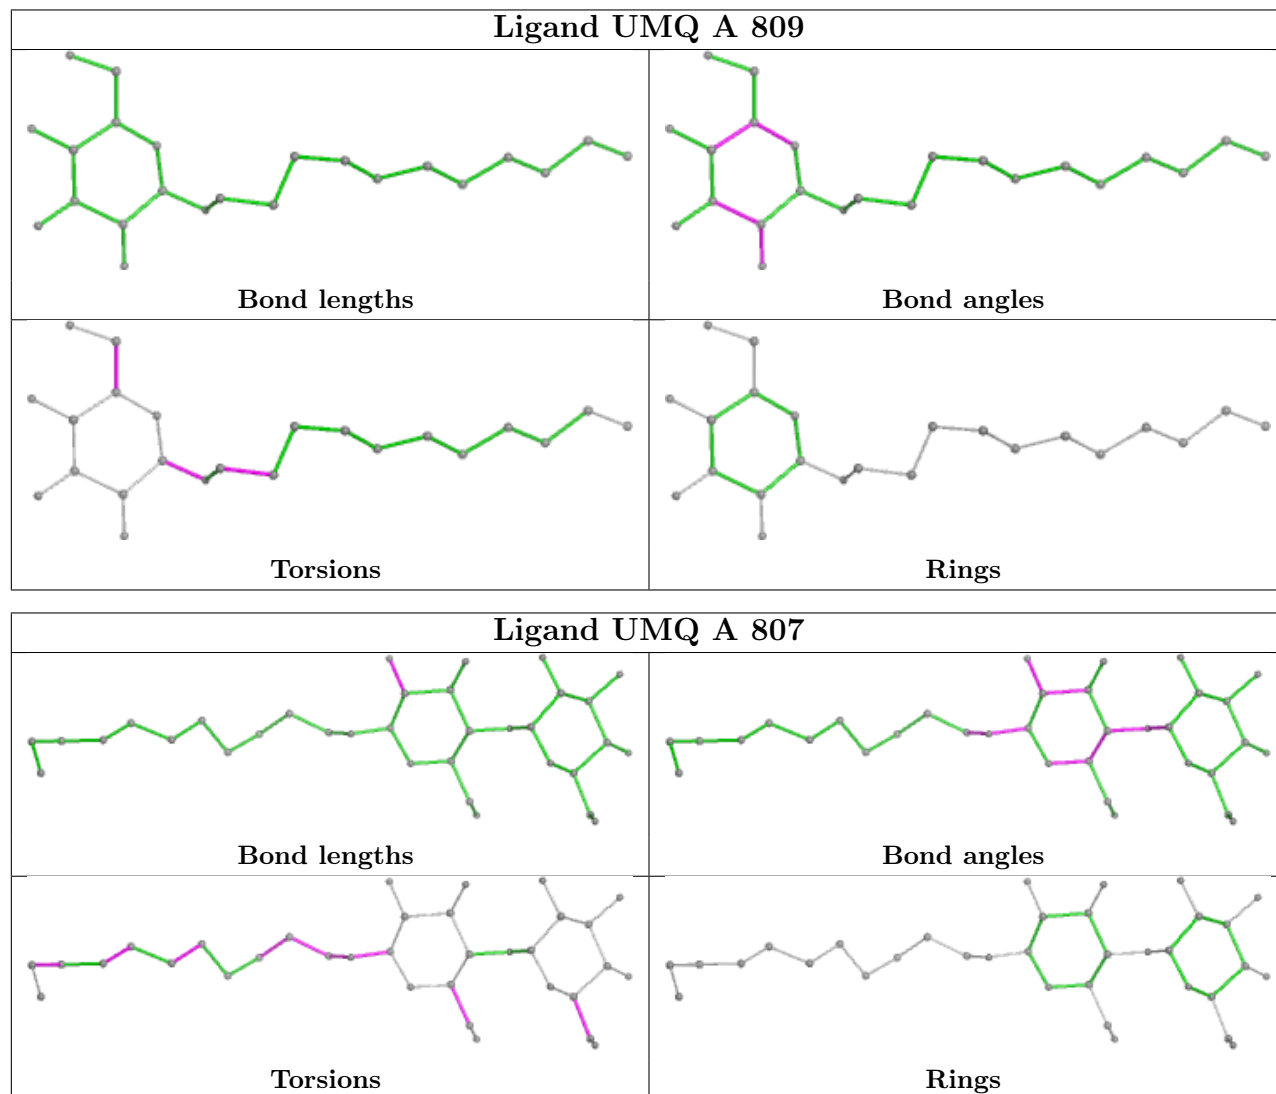 Ligand UMQ A 809
Bond lengths
Bond angles
Torsions
Rings
Ligand UMQ A 807
Bond lengths
Bond angles
Torsions
Rings